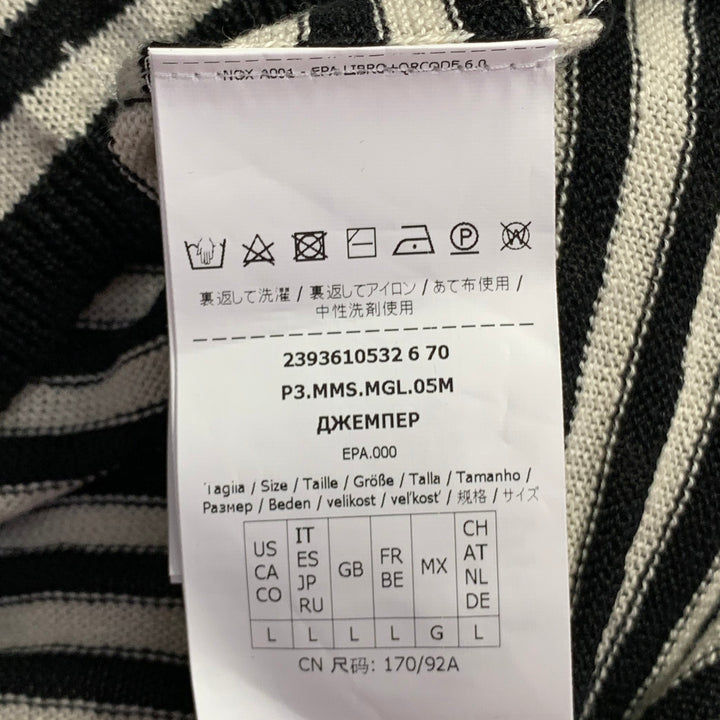 NOX A001 - EPA LIBRO+QRCODE 6.0
裏返して洗濯 / 裏返してアイロン / あて布使用 /
中性洗剤使用
2393610532 6 70
P3.MMS.MGL.05M
ДЖЕМПЕР
EPA.000
Taglia / Size / Taille / Größe / Talla / Tamanho /
Размер / Beden / velikost / veľkosť / 规格 / サイズ
US CA CO IT ES JP RU GB FR BE MX CH AT NL DE
L L L L G L
CN 尺码: 170/92A